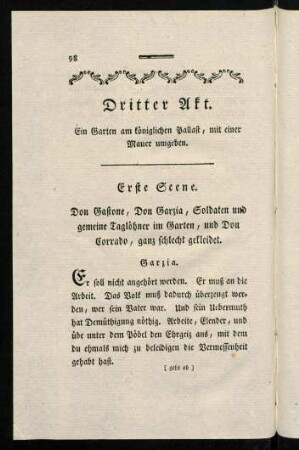 98
Dritter Akt.
Ein Garten am königlichen Pallast, mit einer
Mauer umgeben.
Erste Scene.
Don Gastone, Don Garzia, Soldaten und
gemeine Taglöhner im Garten, und Don
Corrado, ganz schlecht gekleidet.
Garzia.
Er soll nicht angehört werden. Er muß an die
Arbeit. Das Volk muß dadurch überzeugt wer-
den, wer sein Vater war. Und sein Uebermuth
hat Demüthigung nöthig. Arbeite, Elender, und
übe unter dem Pöbel den Ehrgeiz aus, mit dem
du ehmals mich zu beleidigen die Vermessenheit
gehabt hast.
(geht ab)